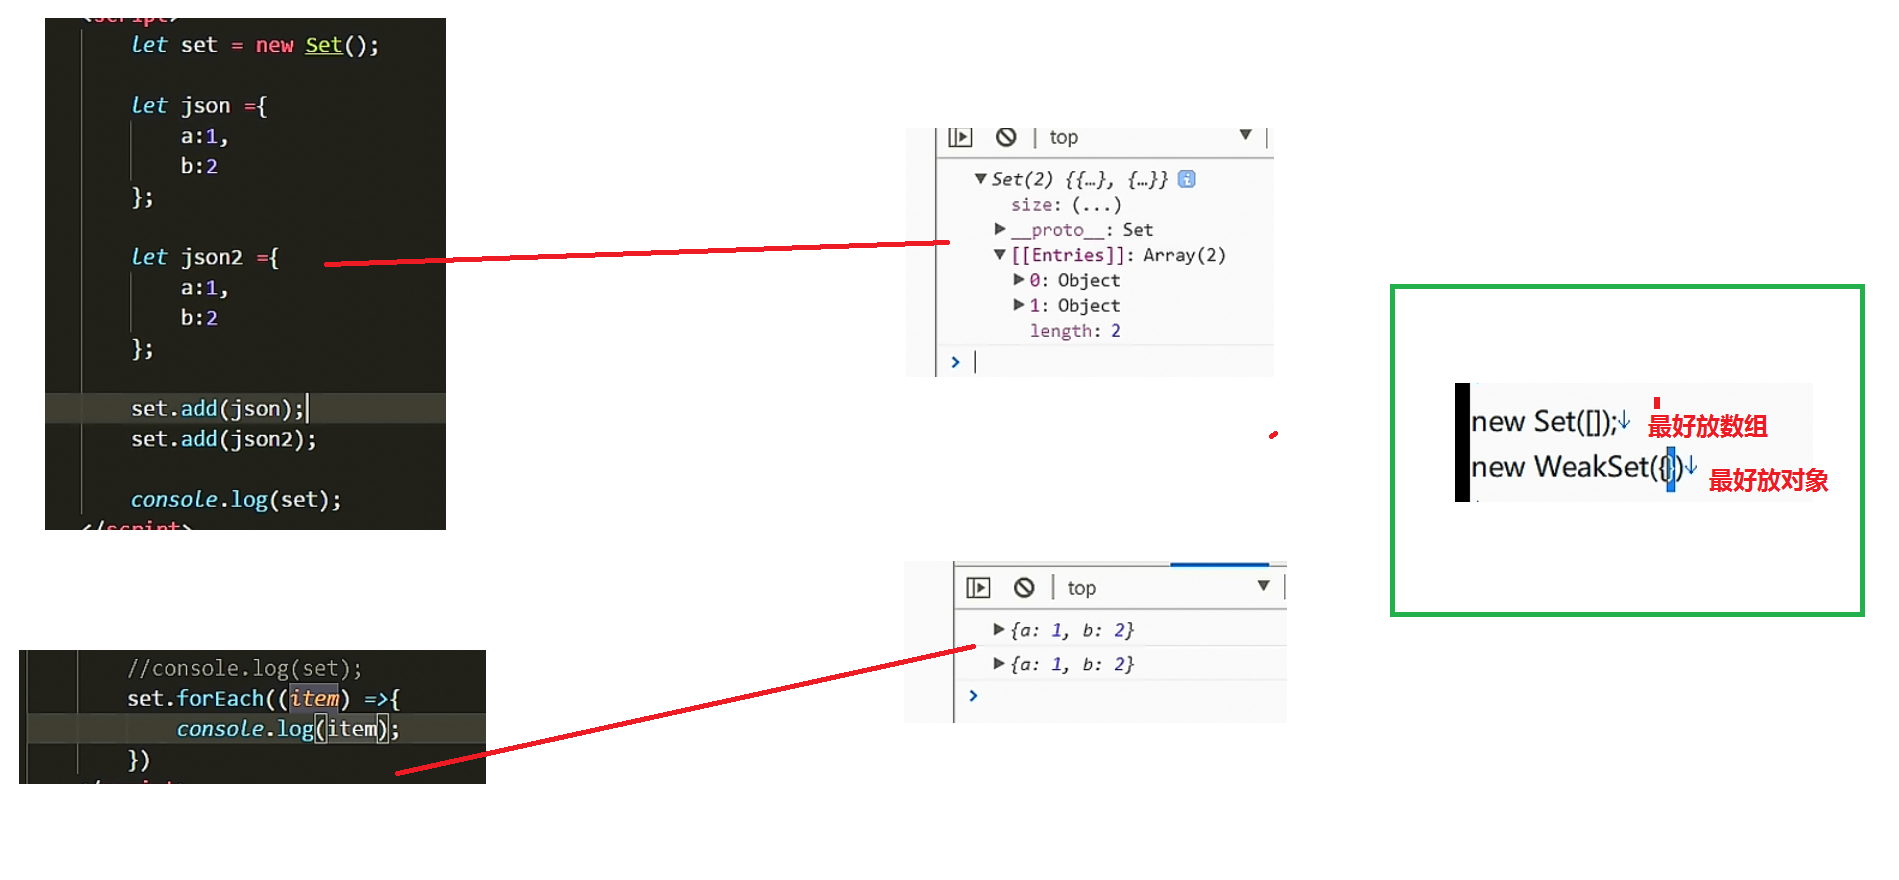 <script>
let set = new Set();
let json ={
a:1,
b:2
};
let json2 ={
a:1,
b:2
};
set.add(json);
set.add(json2);
console.log(set);
</script>
top
Set(2) {{…}, {…}}
size: (...)
__proto__: Set
[[Entries]]: Array(2)
0: Object
1: Object
length: 2
>
new Set([]);↓ 最好放数组
new WeakSet({})↓ 最好放对象
//console.log(set);
set.forEach((item) =>{
console.log(item);
})
top
{a: 1, b: 2}
{a: 1, b: 2}
>